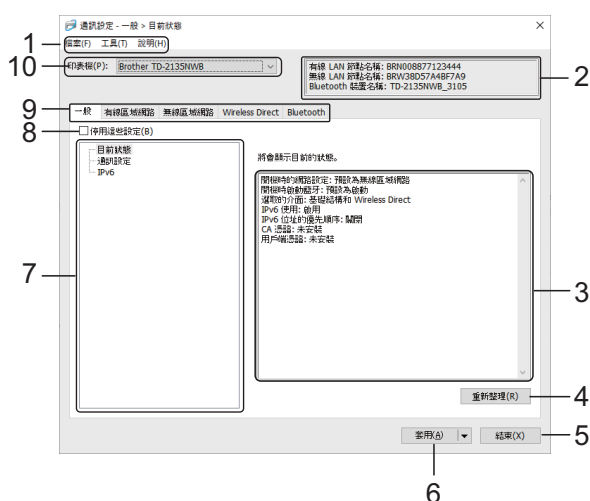 通訊設定 - 一般 > 目前狀態
1
檔案(F) 工具(T) 說明(H)
10
印表機(P): Brother TD-2135NWB
有線 LAN 節點名稱: BRN008877123444
無線 LAN 節點名稱: BRW38D57A4BF7A9
Bluetooth 裝置名稱: TD-2135NWB_3105
2
9
一般 有線區域網路 無線區域網路 Wireless Direct Bluetooth
8
停用這些設定(B)
目前狀態
通訊設定
IPv6
7
將會顯示目前的狀態。
開機時的網路設定: 預設為無線區域網路
開機時啟動藍牙: 預設為啟動
選取的介面: 基礎結構和 Wireless Direct
IPv6 使用: 啟用
IPv6 位址的優先順序: 關閉
CA 憑證: 未安裝
用戶端憑證: 未安裝
3
重新整理(R)
4
套用(A)
結束(X)
5
6